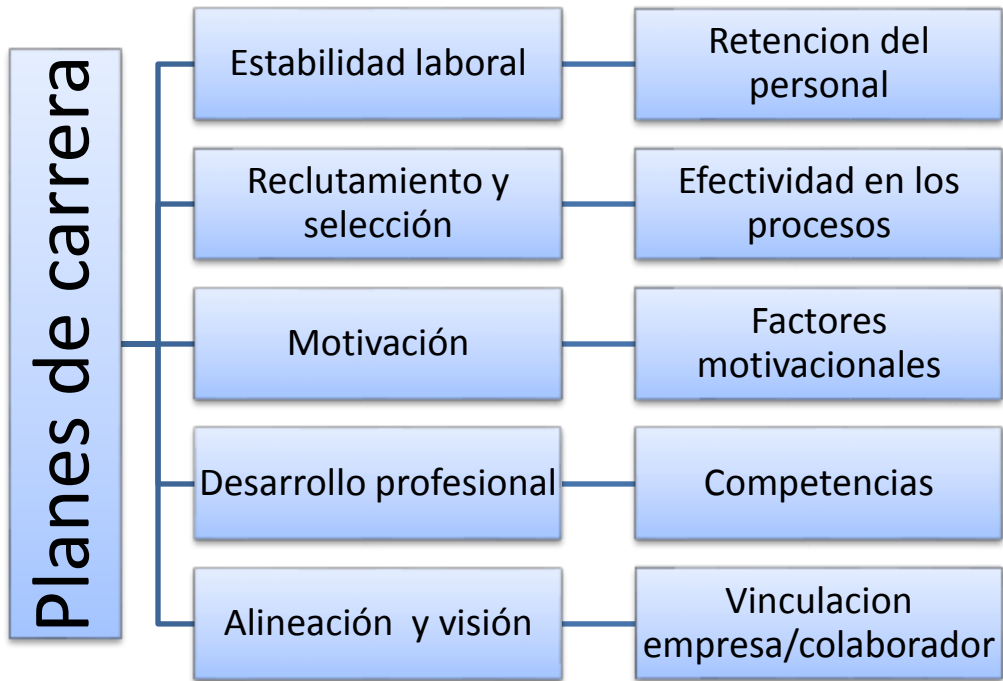 Planes de carrera
Estabilidad laboral
Retencion del
personal
Reclutamiento y
selección
Efectividad en los
procesos
Motivación
Factores
motivacionales
Desarrollo profesional
Competencias
Alineación  y visión
Vinculacion
empresa/colaborador